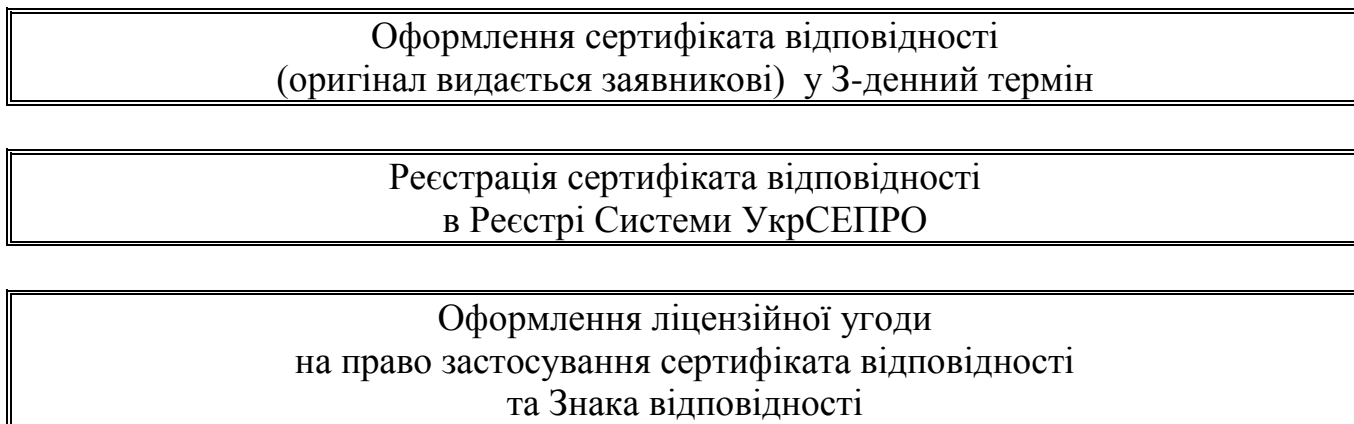 Оформлення сертифіката відповідності
(оригінал видається заявникові)  у 3-денний термін
Реєстрація сертифіката відповідності
в Реєстрі Системи УкрСЕПРО
Оформлення ліцензійної угоди
на право застосування сертифіката відповідності
та Знака відповідності